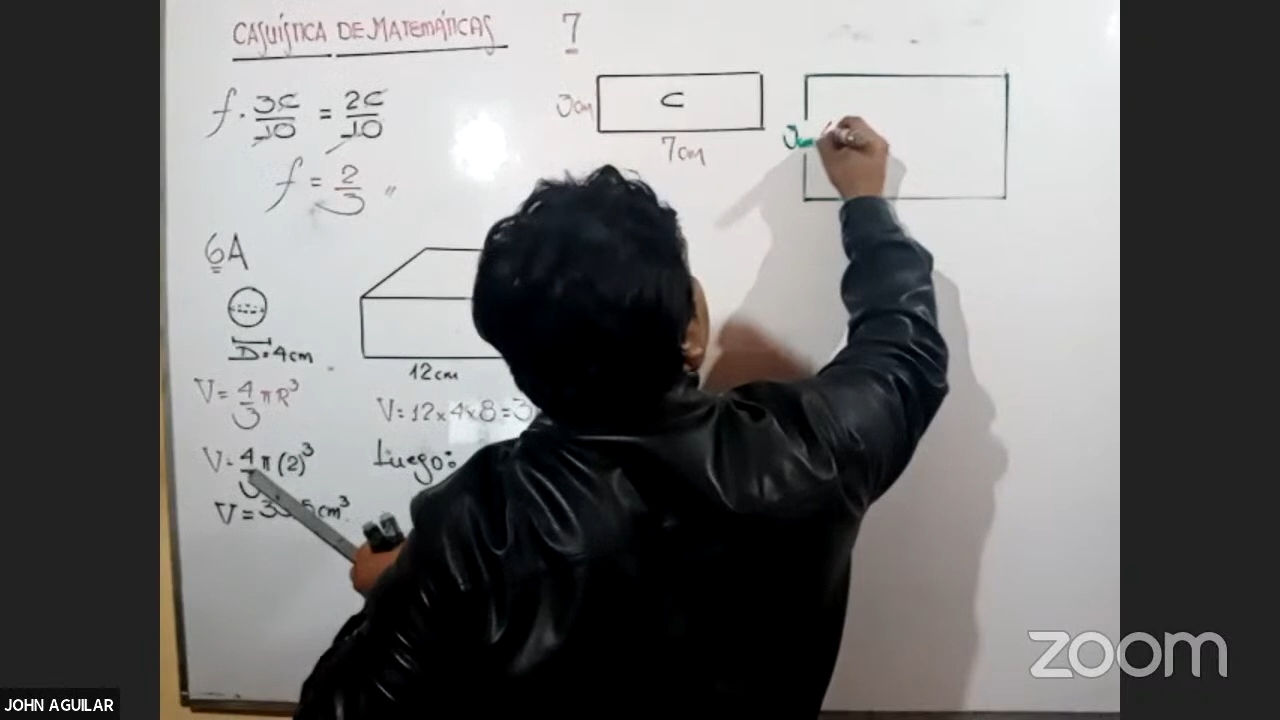 CASUÍSTICA DE MATEMÁTICAS
7
f · 3C/10 = 2C/10
f = 2/3 "
3cm
C
7cm
6A
D = 4cm
V = 4/3 π R³
V = 4/3 π (2)³
V = cm³
12cm
V = 12 x 4 x 8 = 3
Luego:
zoom
JOHN AGUILAR